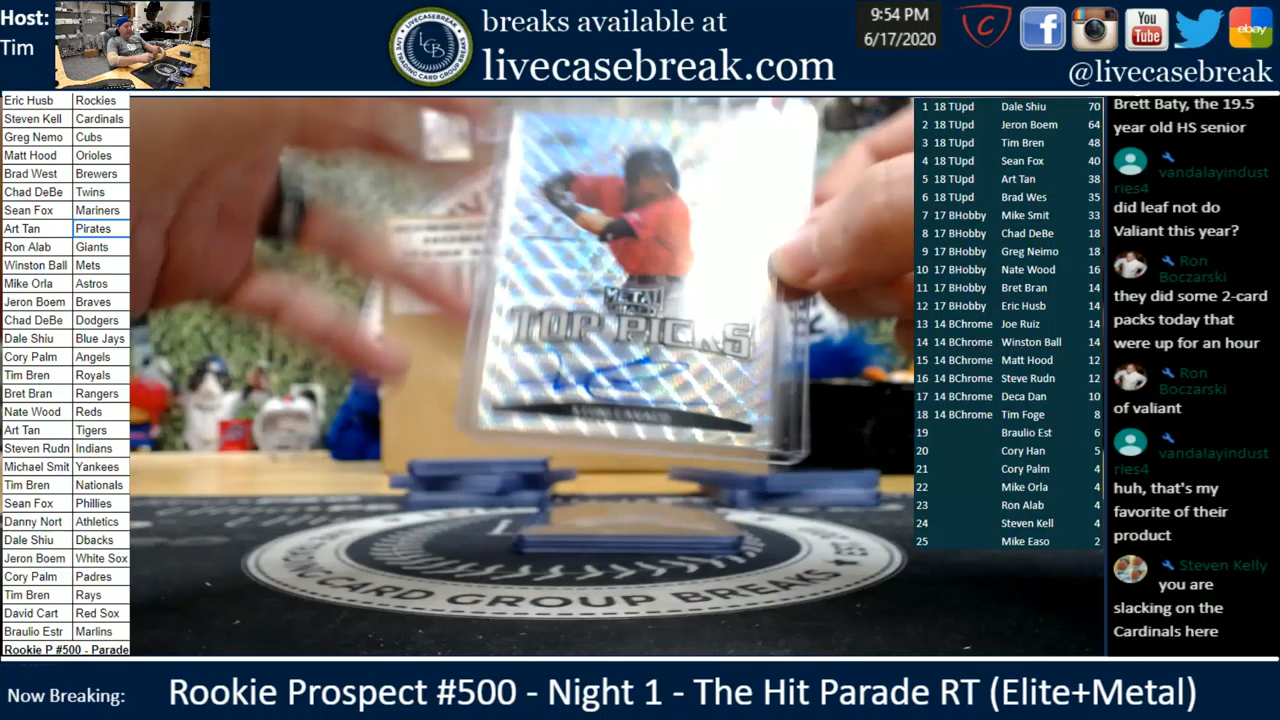 Host:
Tim
breaks available at
livecasebreak.com
LCB
9:54 PM
6/17/2020
You
Tube
ebay
@livecasebreak
Eric Husb Rockies
Steven Kell Cardinals
Greg Nemo Cubs
Matt Hood Orioles
Brad West Brewers
Chad DeBe Twins
Sean Fox Mariners
Art Tan Pirates
Ron Alab Giants
Winston Ball Mets
Mike Orla Astros
Jeron Boem Braves
Chad DeBe Dodgers
Dale Shiu Blue Jays
Cory Palm Angels
Tim Bren Royals
Bret Bran Rangers
Nate Wood Reds
Art Tan Tigers
Steven Rudn Indians
Michael Smit Yankees
Tim Bren Nationals
Sean Fox Phillies
Danny Nort Athletics
Dale Shiu Dbacks
Jeron Boem White Sox
Cory Palm Padres
Tim Bren Rays
David Cart Red Sox
Braulio Estr Marlins
Rookie P #500 - Parade
METAL
TOP PICKS
CARD GROUP BREAKS
1 18 TUpd Dale Shiu 70
2 18 TUpd Jeron Boem 64
3 18 TUpd Tim Bren 48
4 18 TUpd Sean Fox 40
5 18 TUpd Art Tan 38
6 18 TUpd Brad Wes 35
7 17 BHobby Mike Smit 33
8 17 BHobby Chad DeBe 18
9 17 BHobby Greg Neimo 18
10 17 BHobby Nate Wood 16
11 17 BHobby Bret Bran 14
12 17 BHobby Eric Husb 14
13 14 BChrome Joe Ruiz 14
14 14 BChrome Winston Ball 14
15 14 BChrome Matt Hood 12
16 14 BChrome Steve Rudn 12
17 14 BChrome Deca Dan 10
18 14 BChrome Tim Foge 8
19 Braulio Est 6
20 Cory Han 5
21 Cory Palm 4
22 Mike Orla 4
23 Ron Alab 4
24 Steven Kell 4
25 Mike Easo 2
Brett Baty, the 19.5
year old HS senior
vandalayindust
ries4
did leaf not do
Valiant this year?
Ron
Boczarski
they did some 2-card
packs today that
were up for an hour
Ron
Boczarski
of valiant
vandalayindust
ries4
huh, that's my
favorite of their
product
Steven Kelly
you are
slacking on the
Cardinals here
Now Breaking:
Rookie Prospect #500 - Night 1 - The Hit Parade RT (Elite+Metal)